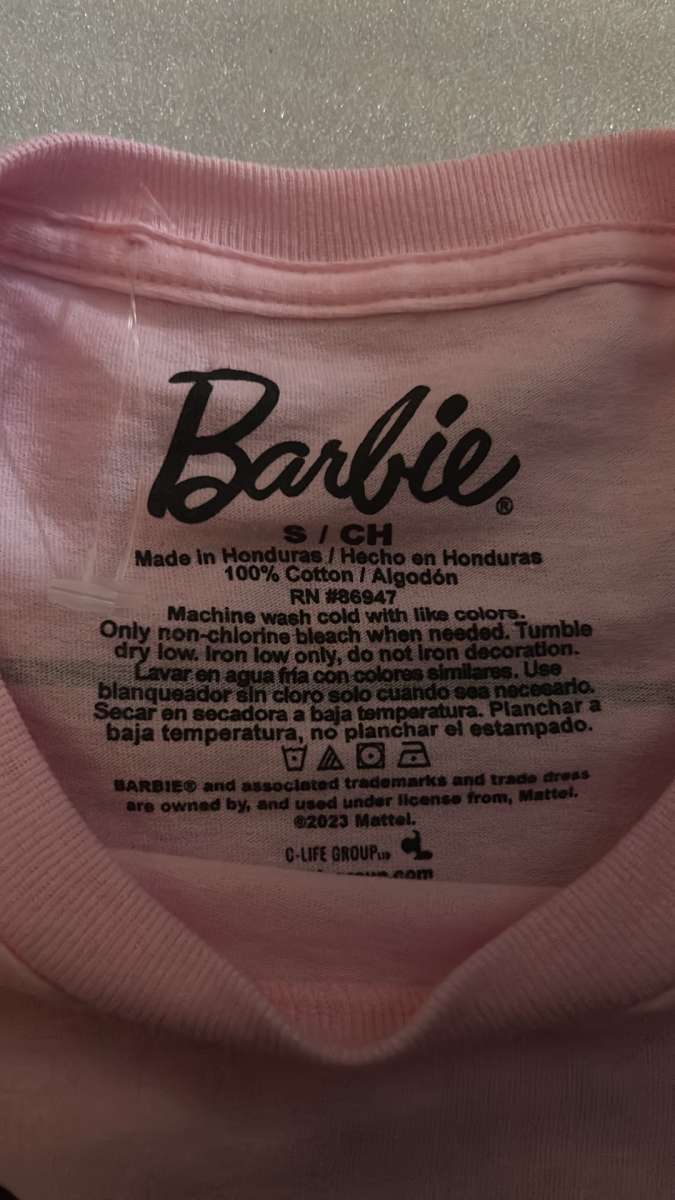 Barbie®
S / CH
Made in Honduras / Hecho en Honduras
100% Cotton / Algodón
RN #86947
Machine wash cold with like colors.
Only non-chlorine bleach when needed. Tumble
dry low. Iron low only, do not iron decoration.
Lavar en agua fría con colores similares. Use
blanqueador sin cloro solo cuando sea necesario.
Secar en secadora a baja temperatura. Planchar a
baja temperatura, no planchar el estampado.
BARBIE® and associated trademarks and trade dress
are owned by, and used under license from, Mattel.
©2023 Mattel.
C-LIFE GROUP LTD
.com